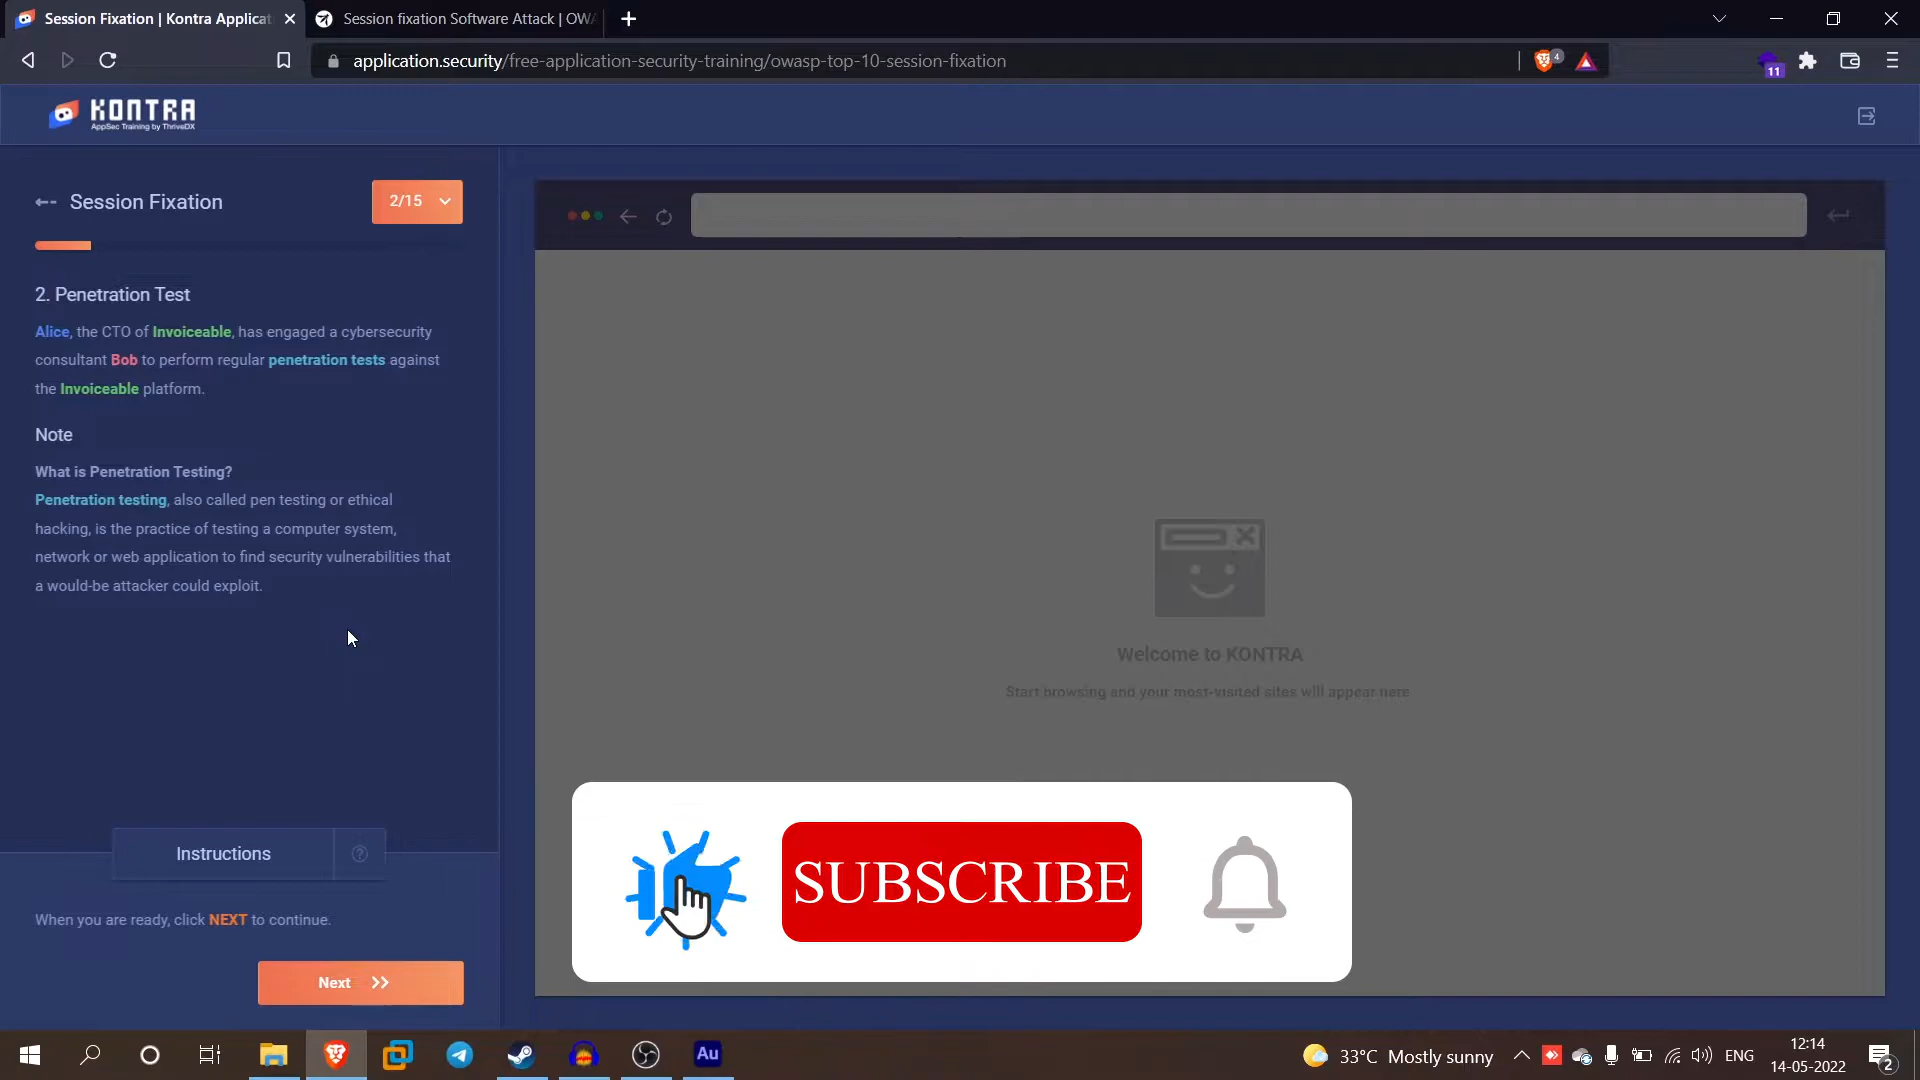 Session Fixation | Kontra Applicat
Session fixation Software Attack | OWA
application.security/free-application-security-training/owasp-top-10-session-fixation
4
11
KONTRA
AppSec Training by ThriveDX
Session Fixation
2/15
2. Penetration Test
Alice, the CTO of Invoiceable, has engaged a cybersecurity
consultant Bob to perform regular penetration tests against
the Invoiceable platform.
Note
What is Penetration Testing?
Penetration testing, also called pen testing or ethical
hacking, is the practice of testing a computer system,
network or web application to find security vulnerabilities that
a would-be attacker could exploit.
Welcome to KONTRA
Start browsing and your most-visited sites will appear here
Instructions
?
When you are ready, click NEXT to continue.
Next
SUBSCRIBE
Au
33°C Mostly sunny
ENG
12:14
14-05-2022
2